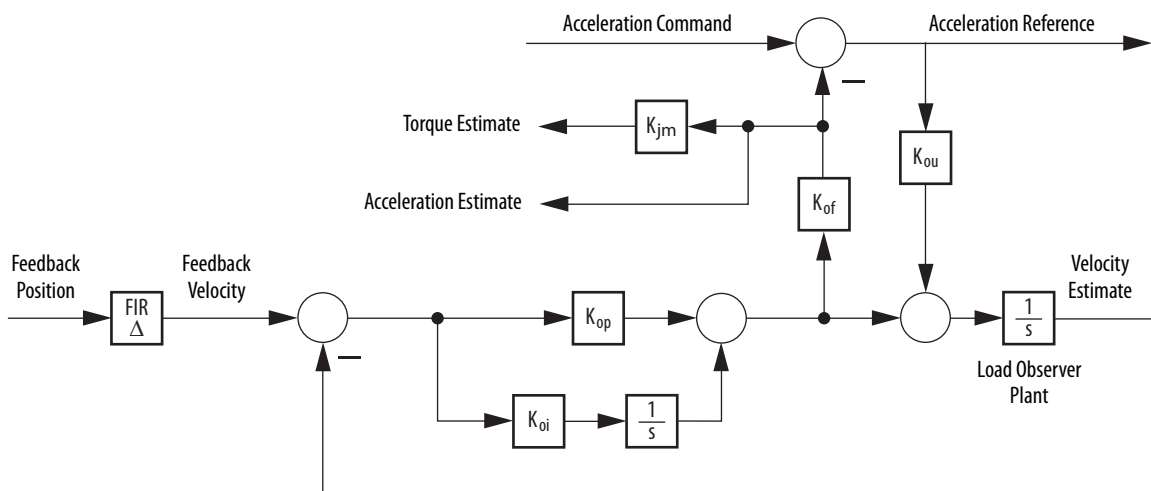 Acceleration Command
Acceleration Reference
Torque Estimate
Kjm
Kou
Acceleration Estimate
Kof
Feedback
Position
Feedback
Velocity
Velocity
Estimate
FIR
Δ
Kop
1
s
Load Observer
Plant
Koi
1
s